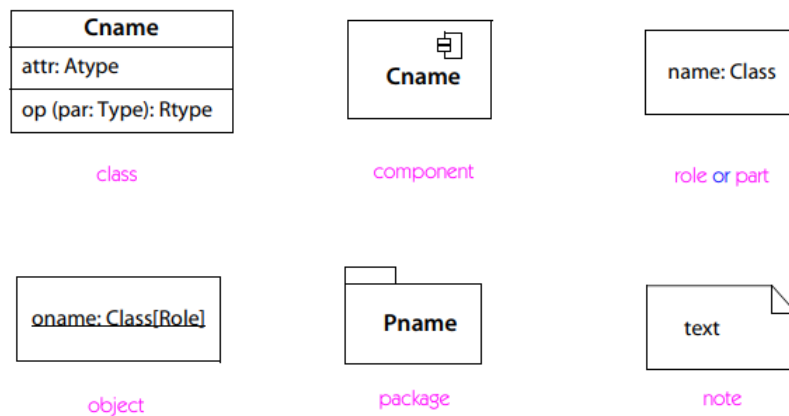 Cname
attr: Atype
op (par: Type): Rtype
class
Cname
component
name: Class
role or part
oname: Class[Role]
object
Pname
package
text
note